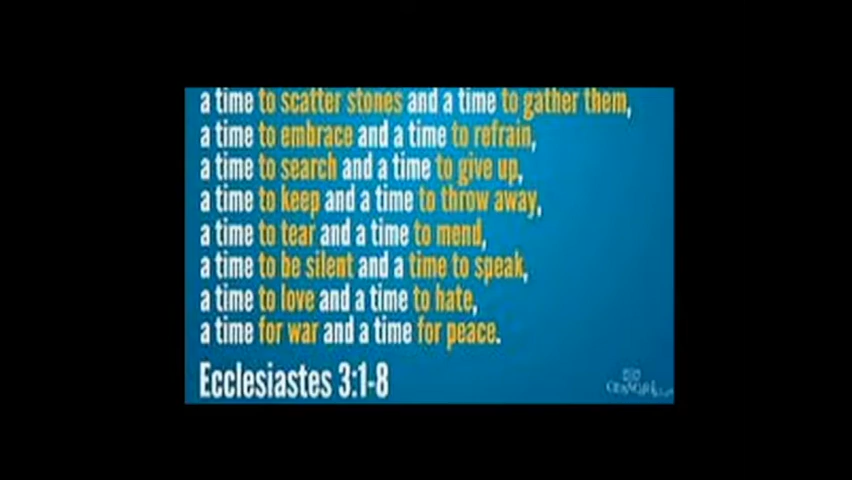 a time to scatter stones and a time to gather them,
a time to embrace and a time to refrain,
a time to search and a time to give up,
a time to keep and a time to throw away,
a time to tear and a time to mend,
a time to be silent and a time to speak,
a time to love and a time to hate,
a time for war and a time for peace.
Ecclesiastes 3:1-8